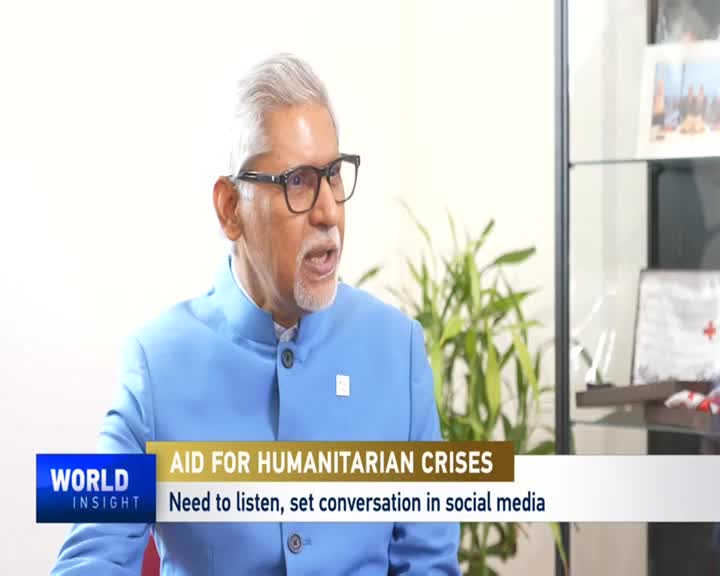 AID FOR HUMANITARIAN CRISES
WORLD
INSIGHT
Need to listen, set conversation in social media